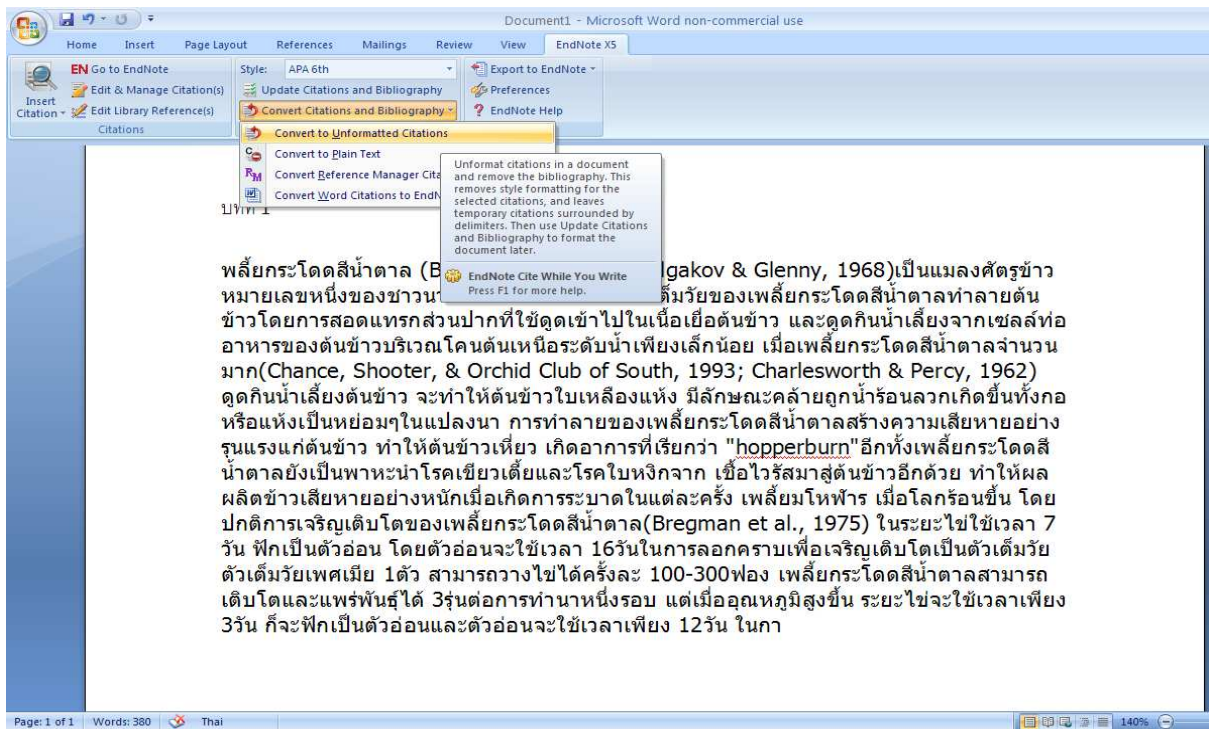 Document1 - Microsoft Word non-commercial use
Home Insert Page Layout References Mailings Review View EndNote X5
EN Go to EndNote Style: APA 6th Export to EndNote
Edit & Manage Citation(s) Update Citations and Bibliography Preferences
Insert Citation Edit Library Reference(s) Convert Citations and Bibliography ? EndNote Help
Citations
Convert to Unformatted Citations
Convert to Plain Text
Convert Reference Manager Cita
Convert Word Citations to EndN
Unformat citations in a document
and remove the bibliography. This
removes style formatting for the
selected citations, and leaves
temporary citations surrounded by
delimiters. Then use Update Citations
and Bibliography to format the
document later.
EndNote Cite While You Write
Press F1 for more help.
บทที่ 1
พลี้ยกระโดดสีน้ำตาล (B lgakov & Glenny, 1968)เป็นแมลงศัตรูข้าว
หมายเลขหนึ่งของชาวนา ต็มวัยของเพลี้ยกระโดดสีน้ำตาลทำลายต้น
ข้าวโดยการสอดแทรกส่วนปากที่ใช้ดูดเข้าไปในเนื้อเยื่อต้นข้าว และดูดกินน้ำเลี้ยงจากเซลล์ท่อ
อาหารของต้นข้าวบริเวณโคนต้นเหนือระดับน้ำเพียงเล็กน้อย เมื่อเพลี้ยกระโดดสีน้ำตาลจำนวน
มาก(Chance, Shooter, & Orchid Club of South, 1993; Charlesworth & Percy, 1962)
ดูดกินน้ำเลี้ยงต้นข้าว จะทำให้ต้นข้าวใบเหลืองแห้ง มีลักษณะคล้ายถูกน้ำร้อนลวกเกิดขึ้นทั้งกอ
หรือแห้งเป็นหย่อมๆในแปลงนา การทำลายของเพลี้ยกระโดดสีน้ำตาลสร้างความเสียหายอย่าง
รุนแรงแก่ต้นข้าว ทำให้ต้นข้าวเหี่ยว เกิดอาการที่เรียกว่า "hopperburn"อีกทั้งเพลี้ยกระโดดสี
น้ำตาลยังเป็นพาหะนำโรคเขียวเตี้ยและโรคใบหงิกจาก เชื้อไวรัสมาสู่ต้นข้าวอีกด้วย ทำให้ผล
ผลิตข้าวเสียหายอย่างหนักเมื่อเกิดการระบาดในแต่ละครั้ง เพลี้ยมโหฬาร เมื่อโลกร้อนขึ้น โดย
ปกติการเจริญเติบโตของเพลี้ยกระโดดสีน้ำตาล(Bregman et al., 1975) ในระยะไข่ใช้เวลา 7
วัน ฟักเป็นตัวอ่อน โดยตัวอ่อนจะใช้เวลา 16วันในการลอกคราบเพื่อเจริญเติบโตเป็นตัวเต็มวัย
ตัวเต็มวัยเพศเมีย 1ตัว สามารถวางไข่ได้ครั้งละ 100-300ฟอง เพลี้ยกระโดดสีน้ำตาลสามารถ
เติบโตและแพร่พันธุ์ได้ 3รุ่นต่อการทำนาหนึ่งรอบ แต่เมื่ออุณหภูมิสูงขึ้น ระยะไข่จะใช้เวลาเพียง
3วัน ก็จะฟักเป็นตัวอ่อนและตัวอ่อนจะใช้เวลาเพียง 12วัน ในกา
Page: 1 of 1 Words: 380 Thai 140%